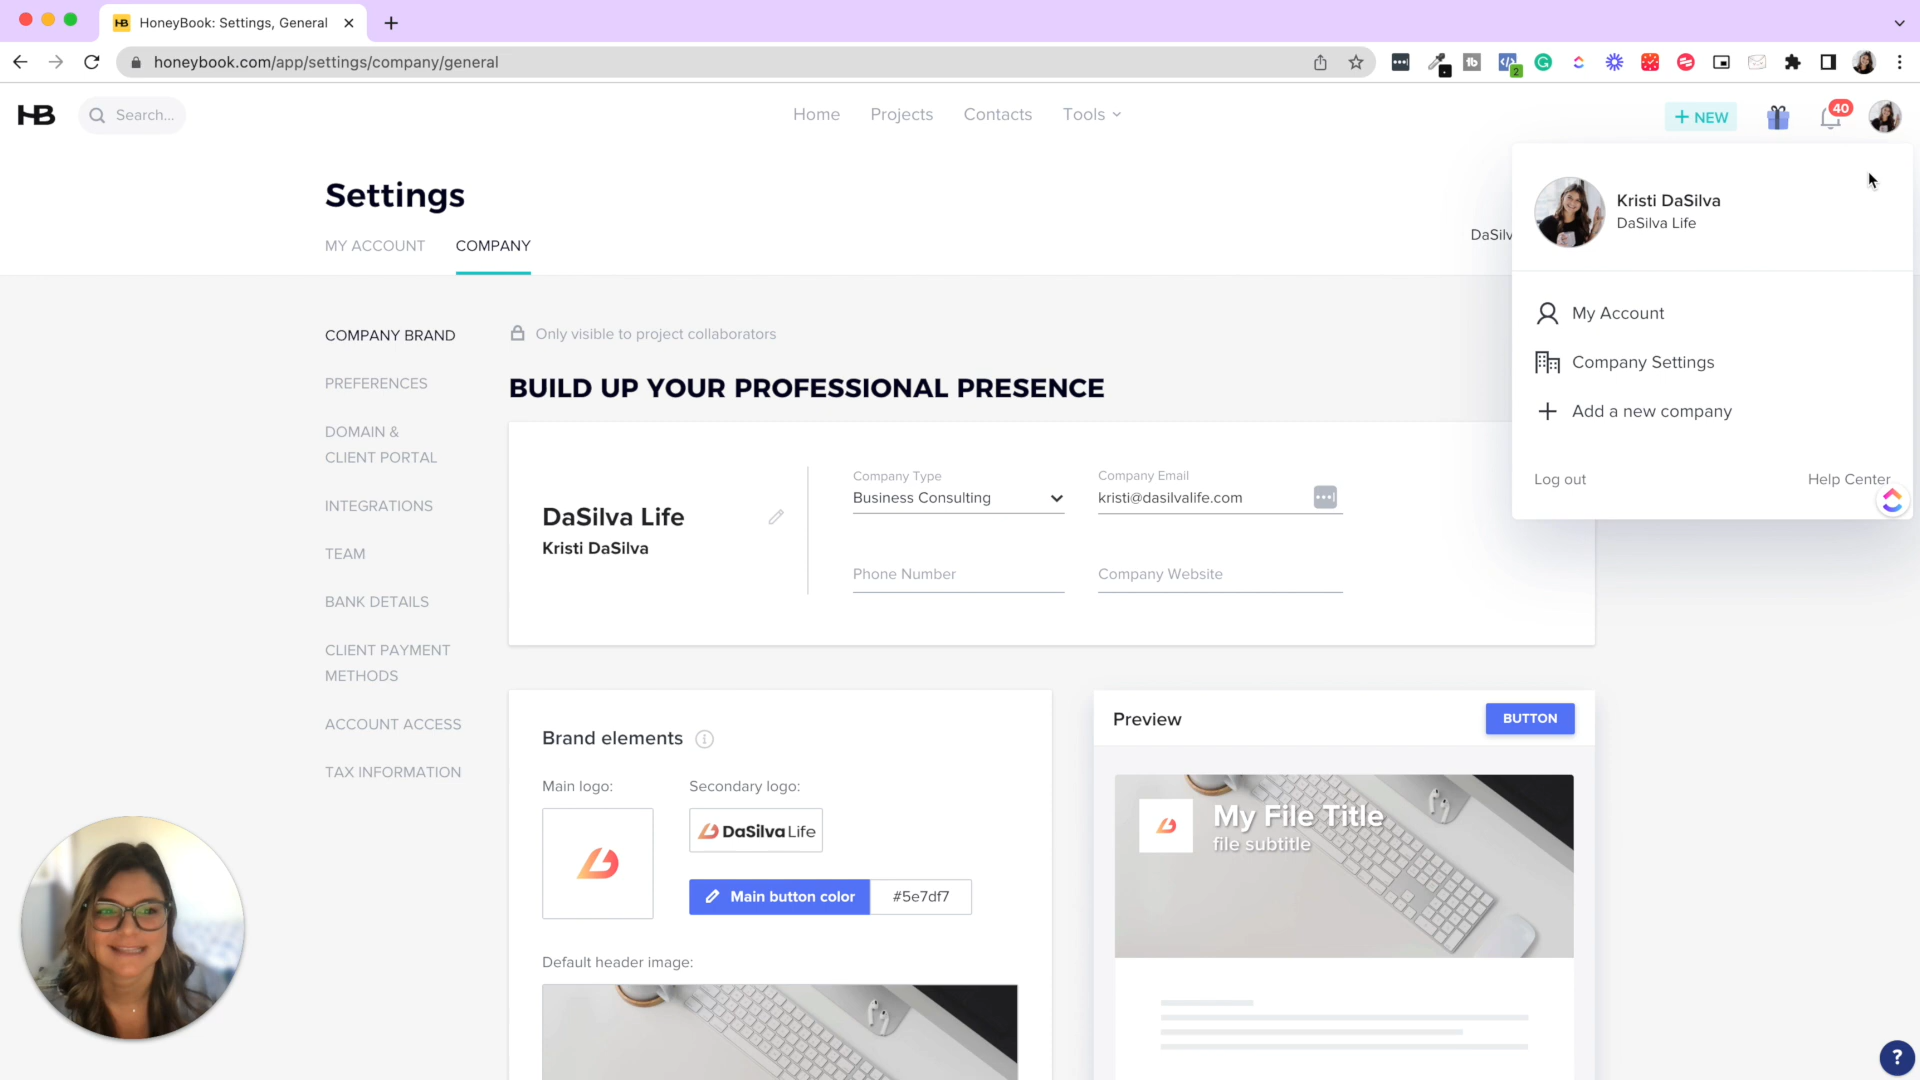 HoneyBook: Settings, General
honeybook.com/app/settings/company/general
HB
Search...
Home
Projects
Contacts
Tools
+ NEW
40
Settings
MY ACCOUNT
COMPANY
DaSilv
Kristi DaSilva
DaSilva Life
My Account
Company Settings
Add a new company
Log out
Help Center
COMPANY BRAND
PREFERENCES
DOMAIN &
CLIENT PORTAL
INTEGRATIONS
TEAM
BANK DETAILS
CLIENT PAYMENT
METHODS
ACCOUNT ACCESS
TAX INFORMATION
Only visible to project collaborators
BUILD UP YOUR PROFESSIONAL PRESENCE
DaSilva Life
Kristi DaSilva
Company Type
Business Consulting
Company Email
kristi@dasilvalife.com
Phone Number
Company Website
Brand elements
Main logo:
Secondary logo:
DaSilva Life
Main button color
#5e7df7
Default header image:
Preview
BUTTON
My File Title
file subtitle
?